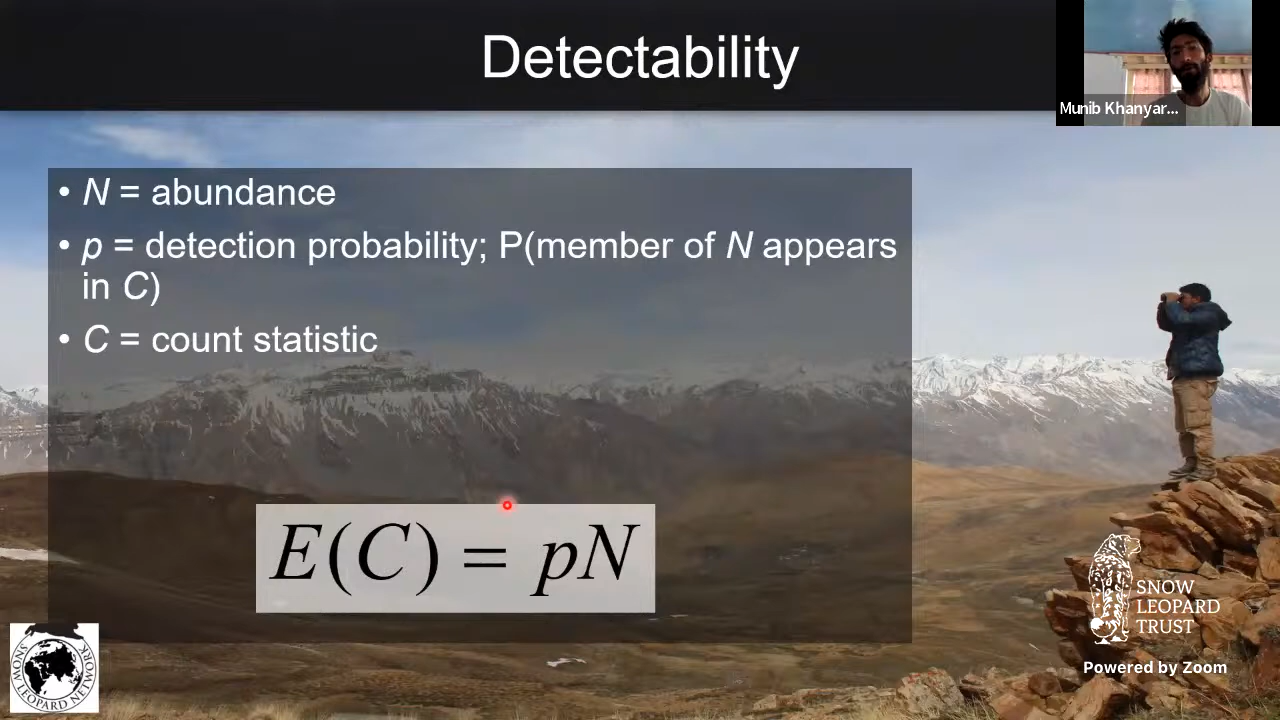 Detectability
Munib Khanyar...
• N = abundance
• p = detection probability; P(member of N appears
in C)
• C = count statistic
E(C) = pN
SNOW
LEOPARD
TRUST
SNOW LEOPARD NETWORK
Powered by Zoom